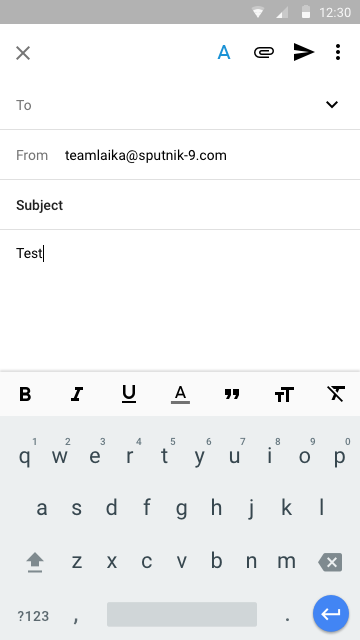 12:30
A
To
From teamlaika@sputnik-9.com
Subject
Test
B I U A " TT T
1 2 3 4 5 6 7 8 9 0
q w e r t y u i o p
a s d f g h j k l
z x c v b n m
?123 , .